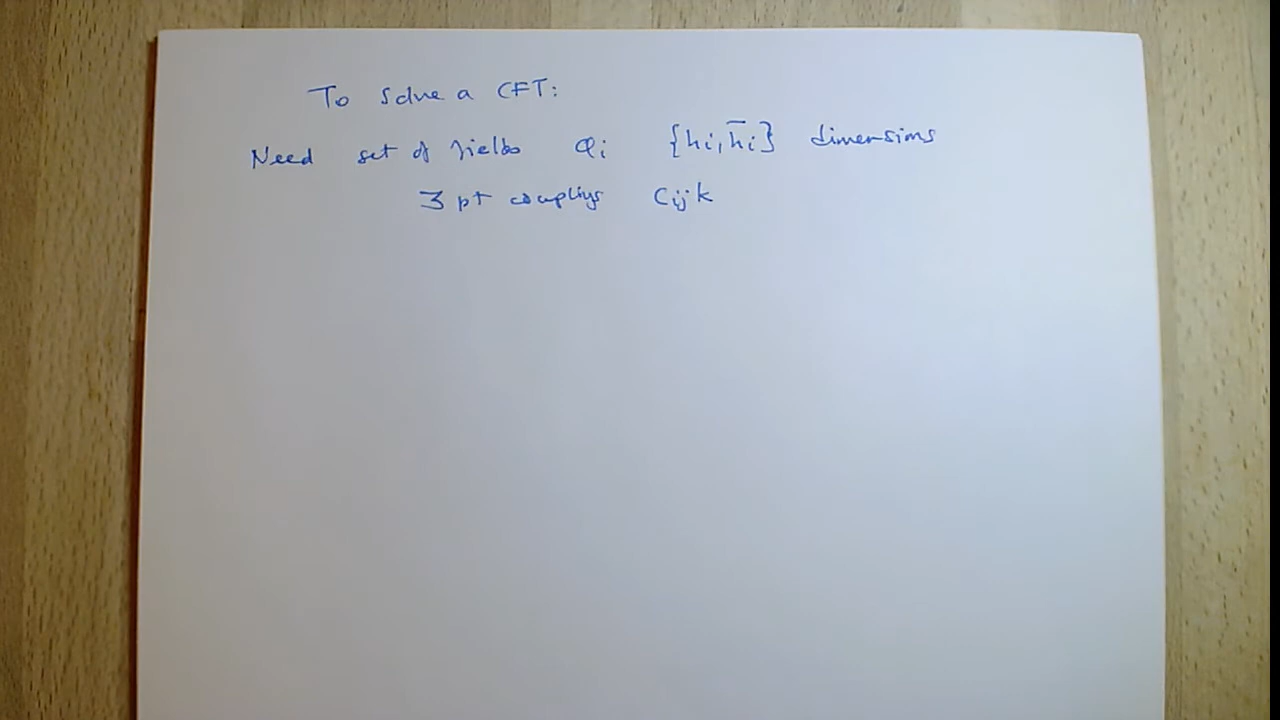 To solve a CFT:
Need set of fields φi {hi, h̄i} dimensions
3 pt couplings Cijk